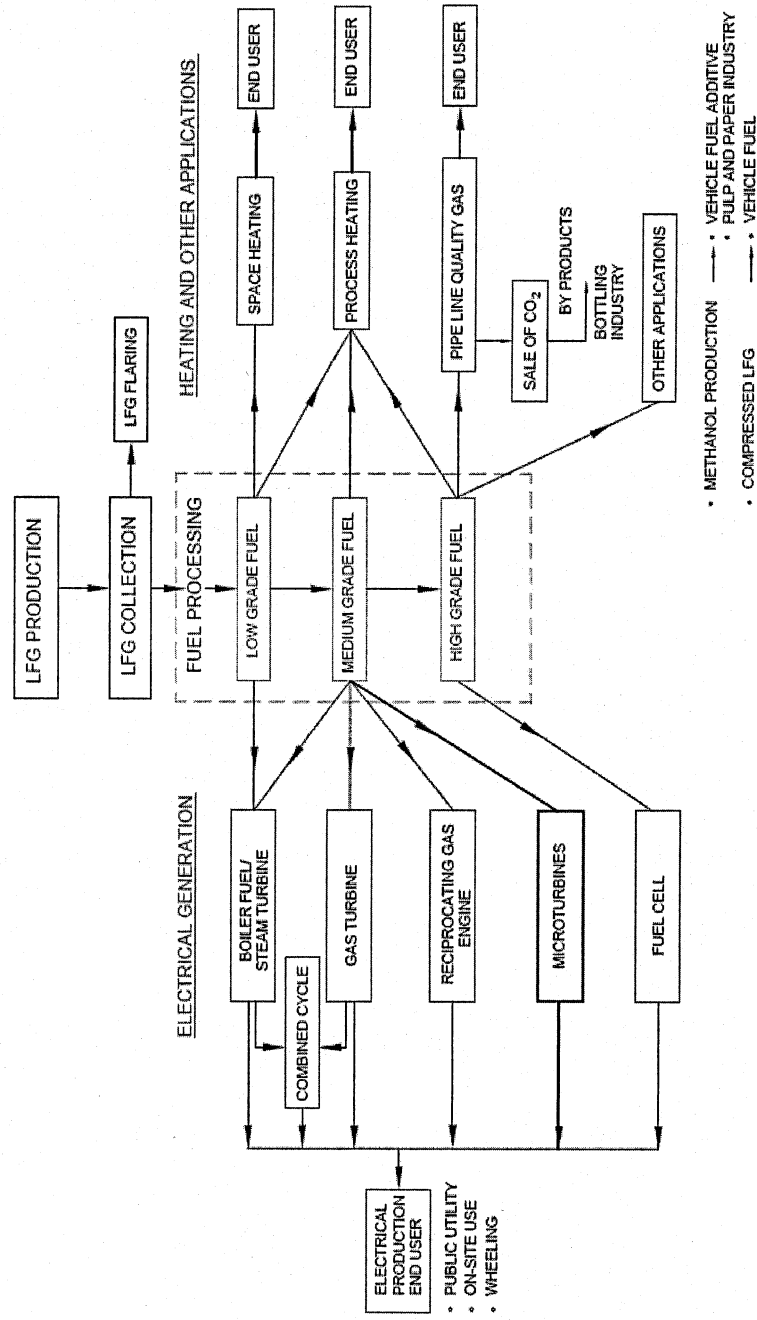 LFG PRODUCTION
LFG COLLECTION
LFG FLARING
ELECTRICAL GENERATION
FUEL PROCESSING
HEATING AND OTHER APPLICATIONS
BOILER FUEL/
STEAM TURBINE
LOW GRADE FUEL
SPACE HEATING
END USER
COMBINED CYCLE
GAS TURBINE
MEDIUM GRADE FUEL
PROCESS HEATING
END USER
ELECTRICAL
PRODUCTION
END USER
• PUBLIC UTILITY
• ON-SITE USE
• WHEELING
RECIPROCATING GAS
ENGINE
HIGH GRADE FUEL
PIPE LINE QUALITY GAS
END USER
SALE OF CO₂
BY PRODUCTS
BOTTLING
INDUSTRY
MICROTURBINES
FUEL CELL
OTHER APPLICATIONS
• METHANOL PRODUCTION → • VEHICLE FUEL ADDITIVE
• PULP AND PAPER INDUSTRY
• COMPRESSED LFG → • VEHICLE FUEL